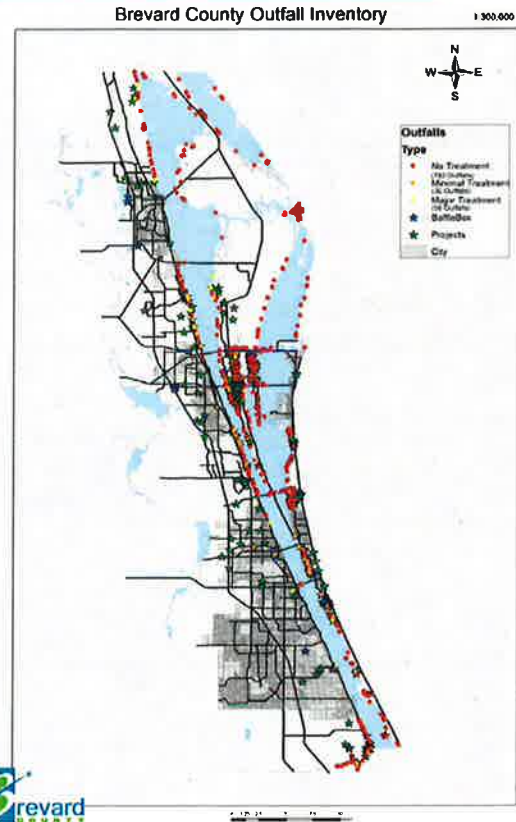 Brevard County Outfall Inventory
1:300,000
N
W E
S
Outfalls
Type
No Treatment
Minimal Treatment
Major Treatment
BaffleBox
Projects
City
Brevard
COUNTY